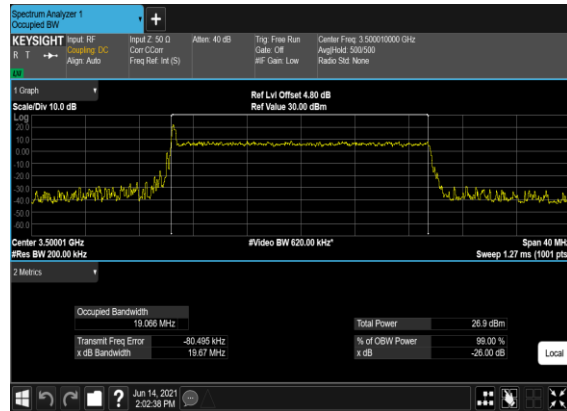 Spectrum Analyzer 1
Occupied BW
KEYSIGHT
R T
LV
Input: RF
Coupling: DC
Align: Auto
Input Z: 50 Ω
Corr CCorr
Freq Ref: Int (S)
Atten: 40 dB
Trig: Free Run
Gate: Off
#IF Gain: Low
Center Freq: 3.500010000 GHz
Avg|Hold: 500/500
Radio Std: None
1 Graph
Scale/Div 10.0 dB
Ref Lvl Offset 4.80 dB
Ref Value 30.00 dBm
Log
20.0
10.0
0.00
-10.0
-20.0
-30.0
-40.0
-50.0
-60.0
Center 3.50001 GHz
#Res BW 200.00 kHz
#Video BW 620.00 kHz*
Span 40 MHz
Sweep 1.27 ms (1001 pts)
2 Metrics
Occupied Bandwidth
19.066 MHz
Transmit Freq Error -80.495 kHz
x dB Bandwidth 19.67 MHz
Total Power 26.9 dBm
% of OBW Power 99.00 %
x dB -26.00 dB
Local
?
Jun 14, 2021
2:02:38 PM